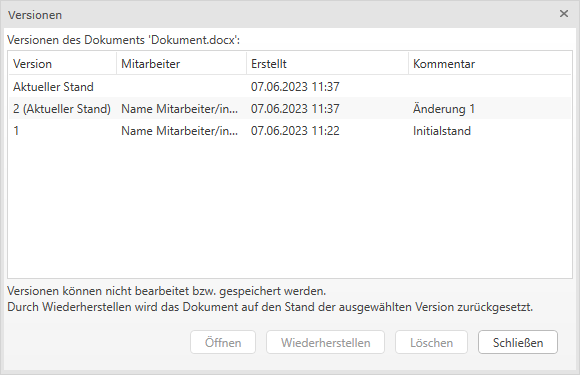 Versionen
Versionen des Dokuments 'Dokument.docx':
Version Mitarbeiter Erstellt Kommentar
Aktueller Stand 07.06.2023 11:37
2 (Aktueller Stand) Name Mitarbeiter/in... 07.06.2023 11:37 Änderung 1
1 Name Mitarbeiter/in... 07.06.2023 11:22 Initialstand
Versionen können nicht bearbeitet bzw. gespeichert werden.
Durch Wiederherstellen wird das Dokument auf den Stand der ausgewählten Version zurückgesetzt.
Öffnen Wiederherstellen Löschen Schließen